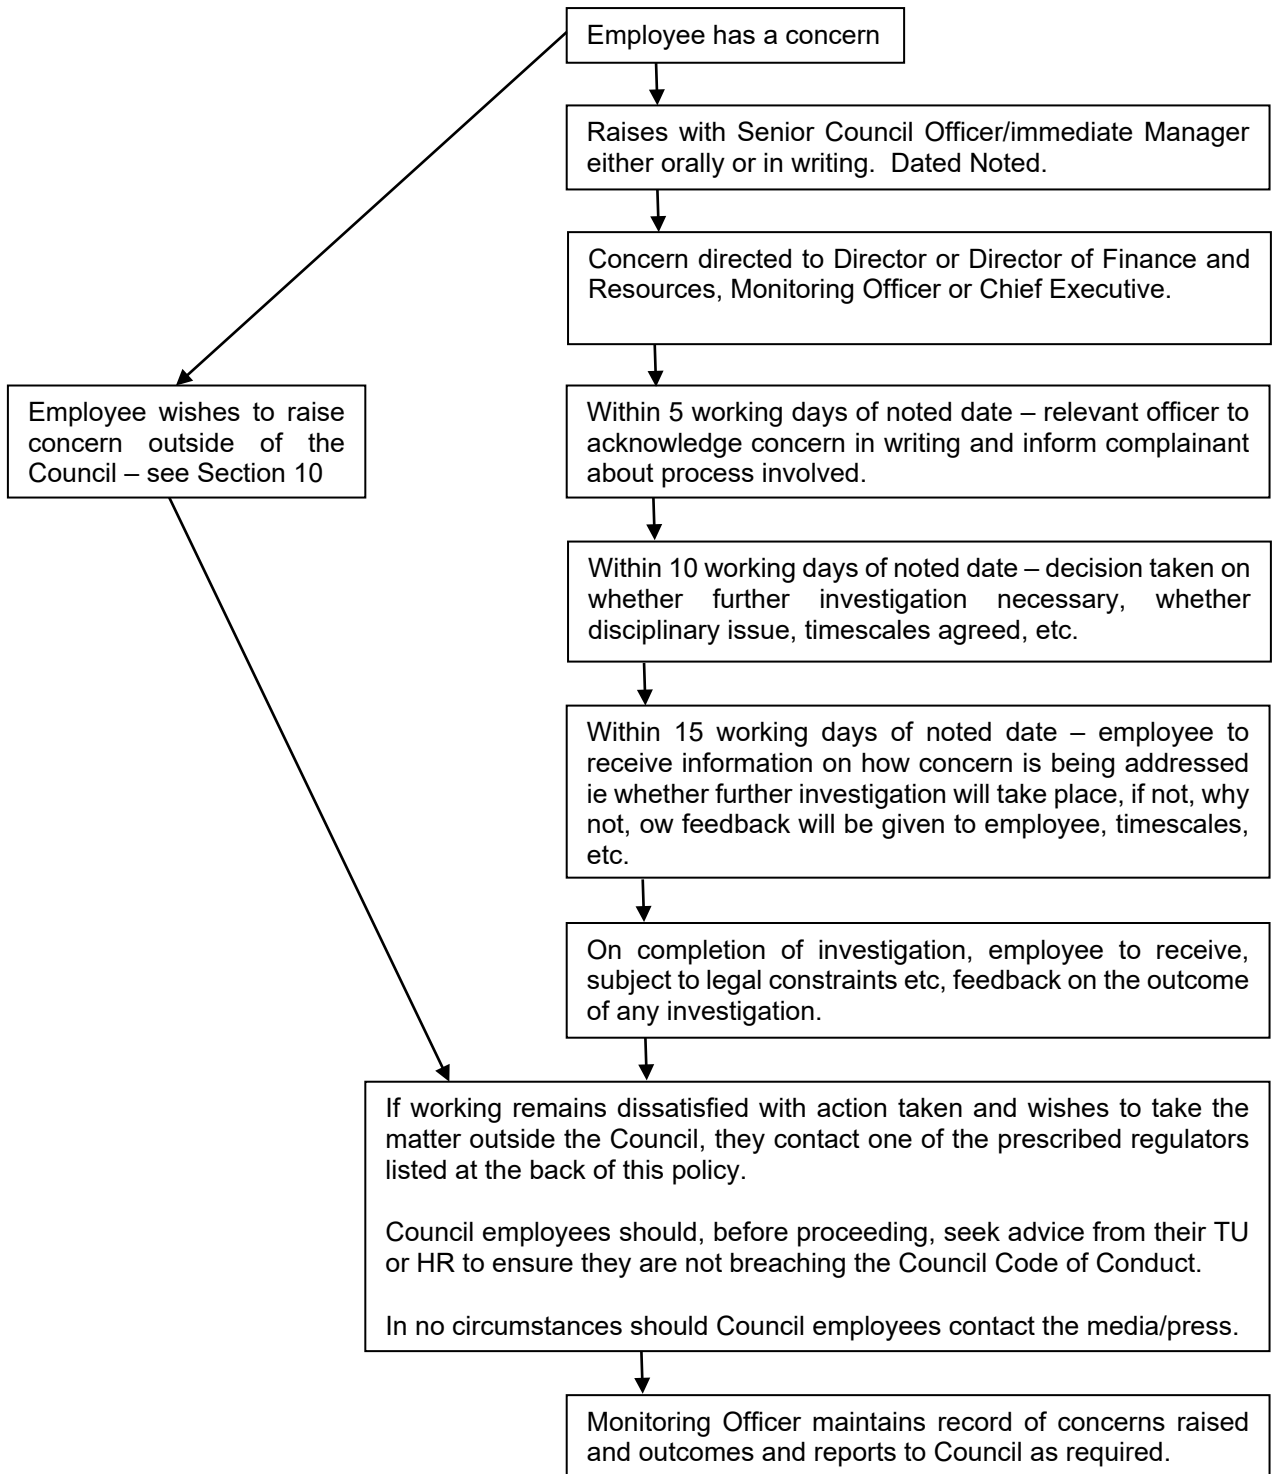 Employee has a concern
Raises with Senior Council Officer/immediate Manager
either orally or in writing.  Dated Noted.
Concern directed to Director or Director of Finance and
Resources, Monitoring Officer or Chief Executive.
Employee wishes to raise
concern outside of the
Council – see Section 10
Within 5 working days of noted date – relevant officer to
acknowledge concern in writing and inform complainant
about process involved.
Within 10 working days of noted date – decision taken on
whether further investigation necessary, whether
disciplinary issue, timescales agreed, etc.
Within 15 working days of noted date – employee to
receive information on how concern is being addressed
ie whether further investigation will take place, if not, why
not, ow feedback will be given to employee, timescales,
etc.
On completion of investigation, employee to receive,
subject to legal constraints etc, feedback on the outcome
of any investigation.
If working remains dissatisfied with action taken and wishes to take the
matter outside the Council, they contact one of the prescribed regulators
listed at the back of this policy.
Council employees should, before proceeding, seek advice from their TU
or HR to ensure they are not breaching the Council Code of Conduct.
In no circumstances should Council employees contact the media/press.
Monitoring Officer maintains record of concerns raised
and outcomes and reports to Council as required.